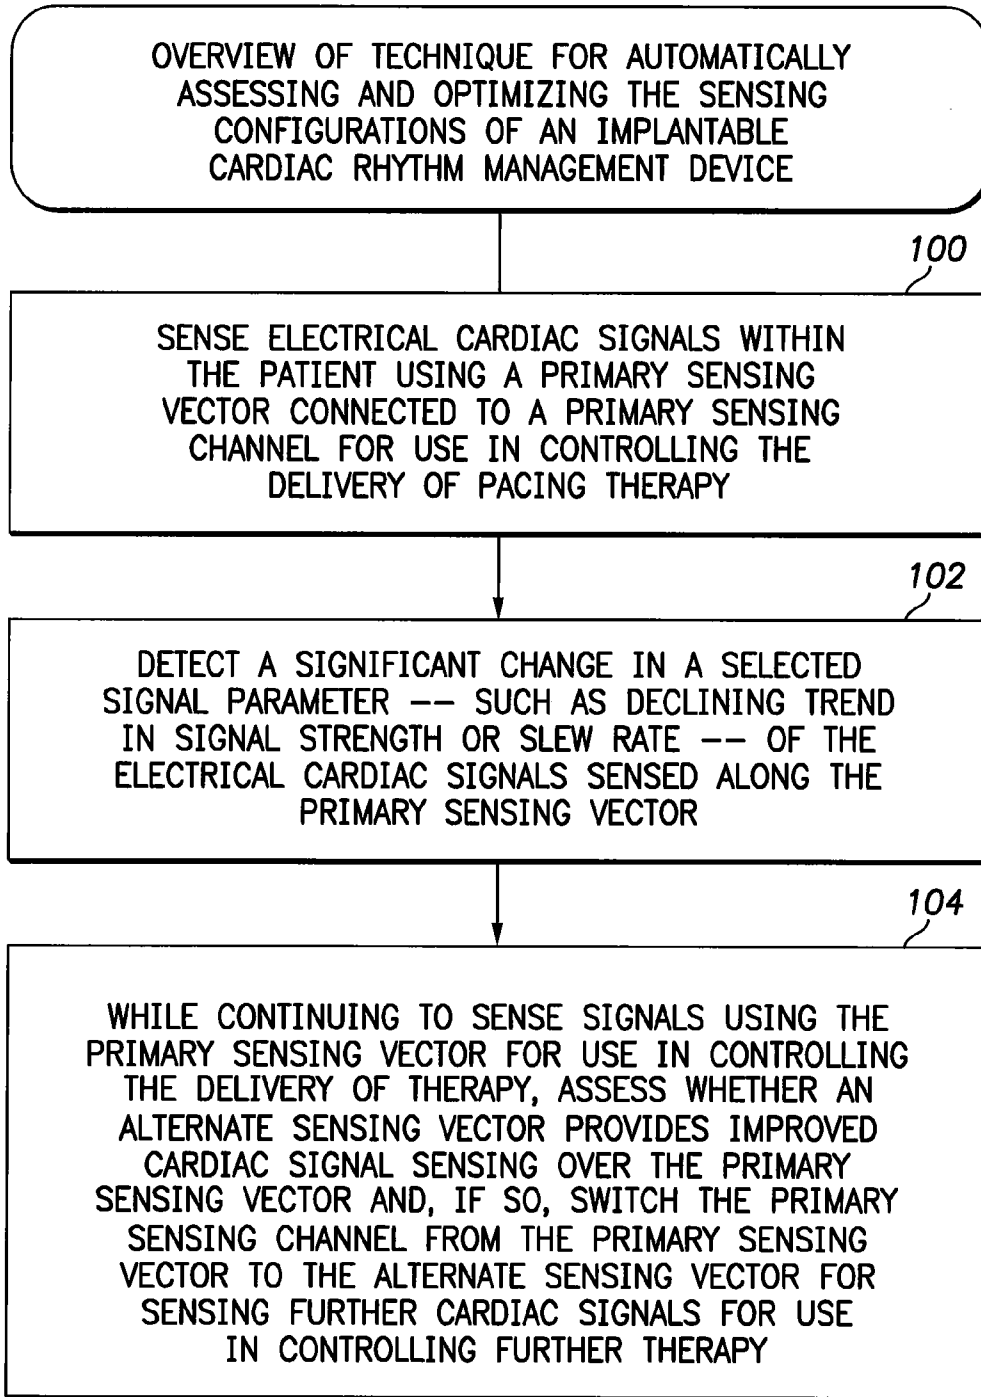 OVERVIEW OF TECHNIQUE FOR AUTOMATICALLY
ASSESSING AND OPTIMIZING THE SENSING
CONFIGURATIONS OF AN IMPLANTABLE
CARDIAC RHYTHM MANAGEMENT DEVICE
100
SENSE ELECTRICAL CARDIAC SIGNALS WITHIN
THE PATIENT USING A PRIMARY SENSING
VECTOR CONNECTED TO A PRIMARY SENSING
CHANNEL FOR USE IN CONTROLLING THE
DELIVERY OF PACING THERAPY
102
DETECT A SIGNIFICANT CHANGE IN A SELECTED
SIGNAL PARAMETER -- SUCH AS DECLINING TREND
IN SIGNAL STRENGTH OR SLEW RATE -- OF THE
ELECTRICAL CARDIAC SIGNALS SENSED ALONG THE
PRIMARY SENSING VECTOR
104
WHILE CONTINUING TO SENSE SIGNALS USING THE
PRIMARY SENSING VECTOR FOR USE IN CONTROLLING
THE DELIVERY OF THERAPY, ASSESS WHETHER AN
ALTERNATE SENSING VECTOR PROVIDES IMPROVED
CARDIAC SIGNAL SENSING OVER THE PRIMARY
SENSING VECTOR AND, IF SO, SWITCH THE PRIMARY
SENSING CHANNEL FROM THE PRIMARY SENSING
VECTOR TO THE ALTERNATE SENSING VECTOR FOR
SENSING FURTHER CARDIAC SIGNALS FOR USE
IN CONTROLLING FURTHER THERAPY